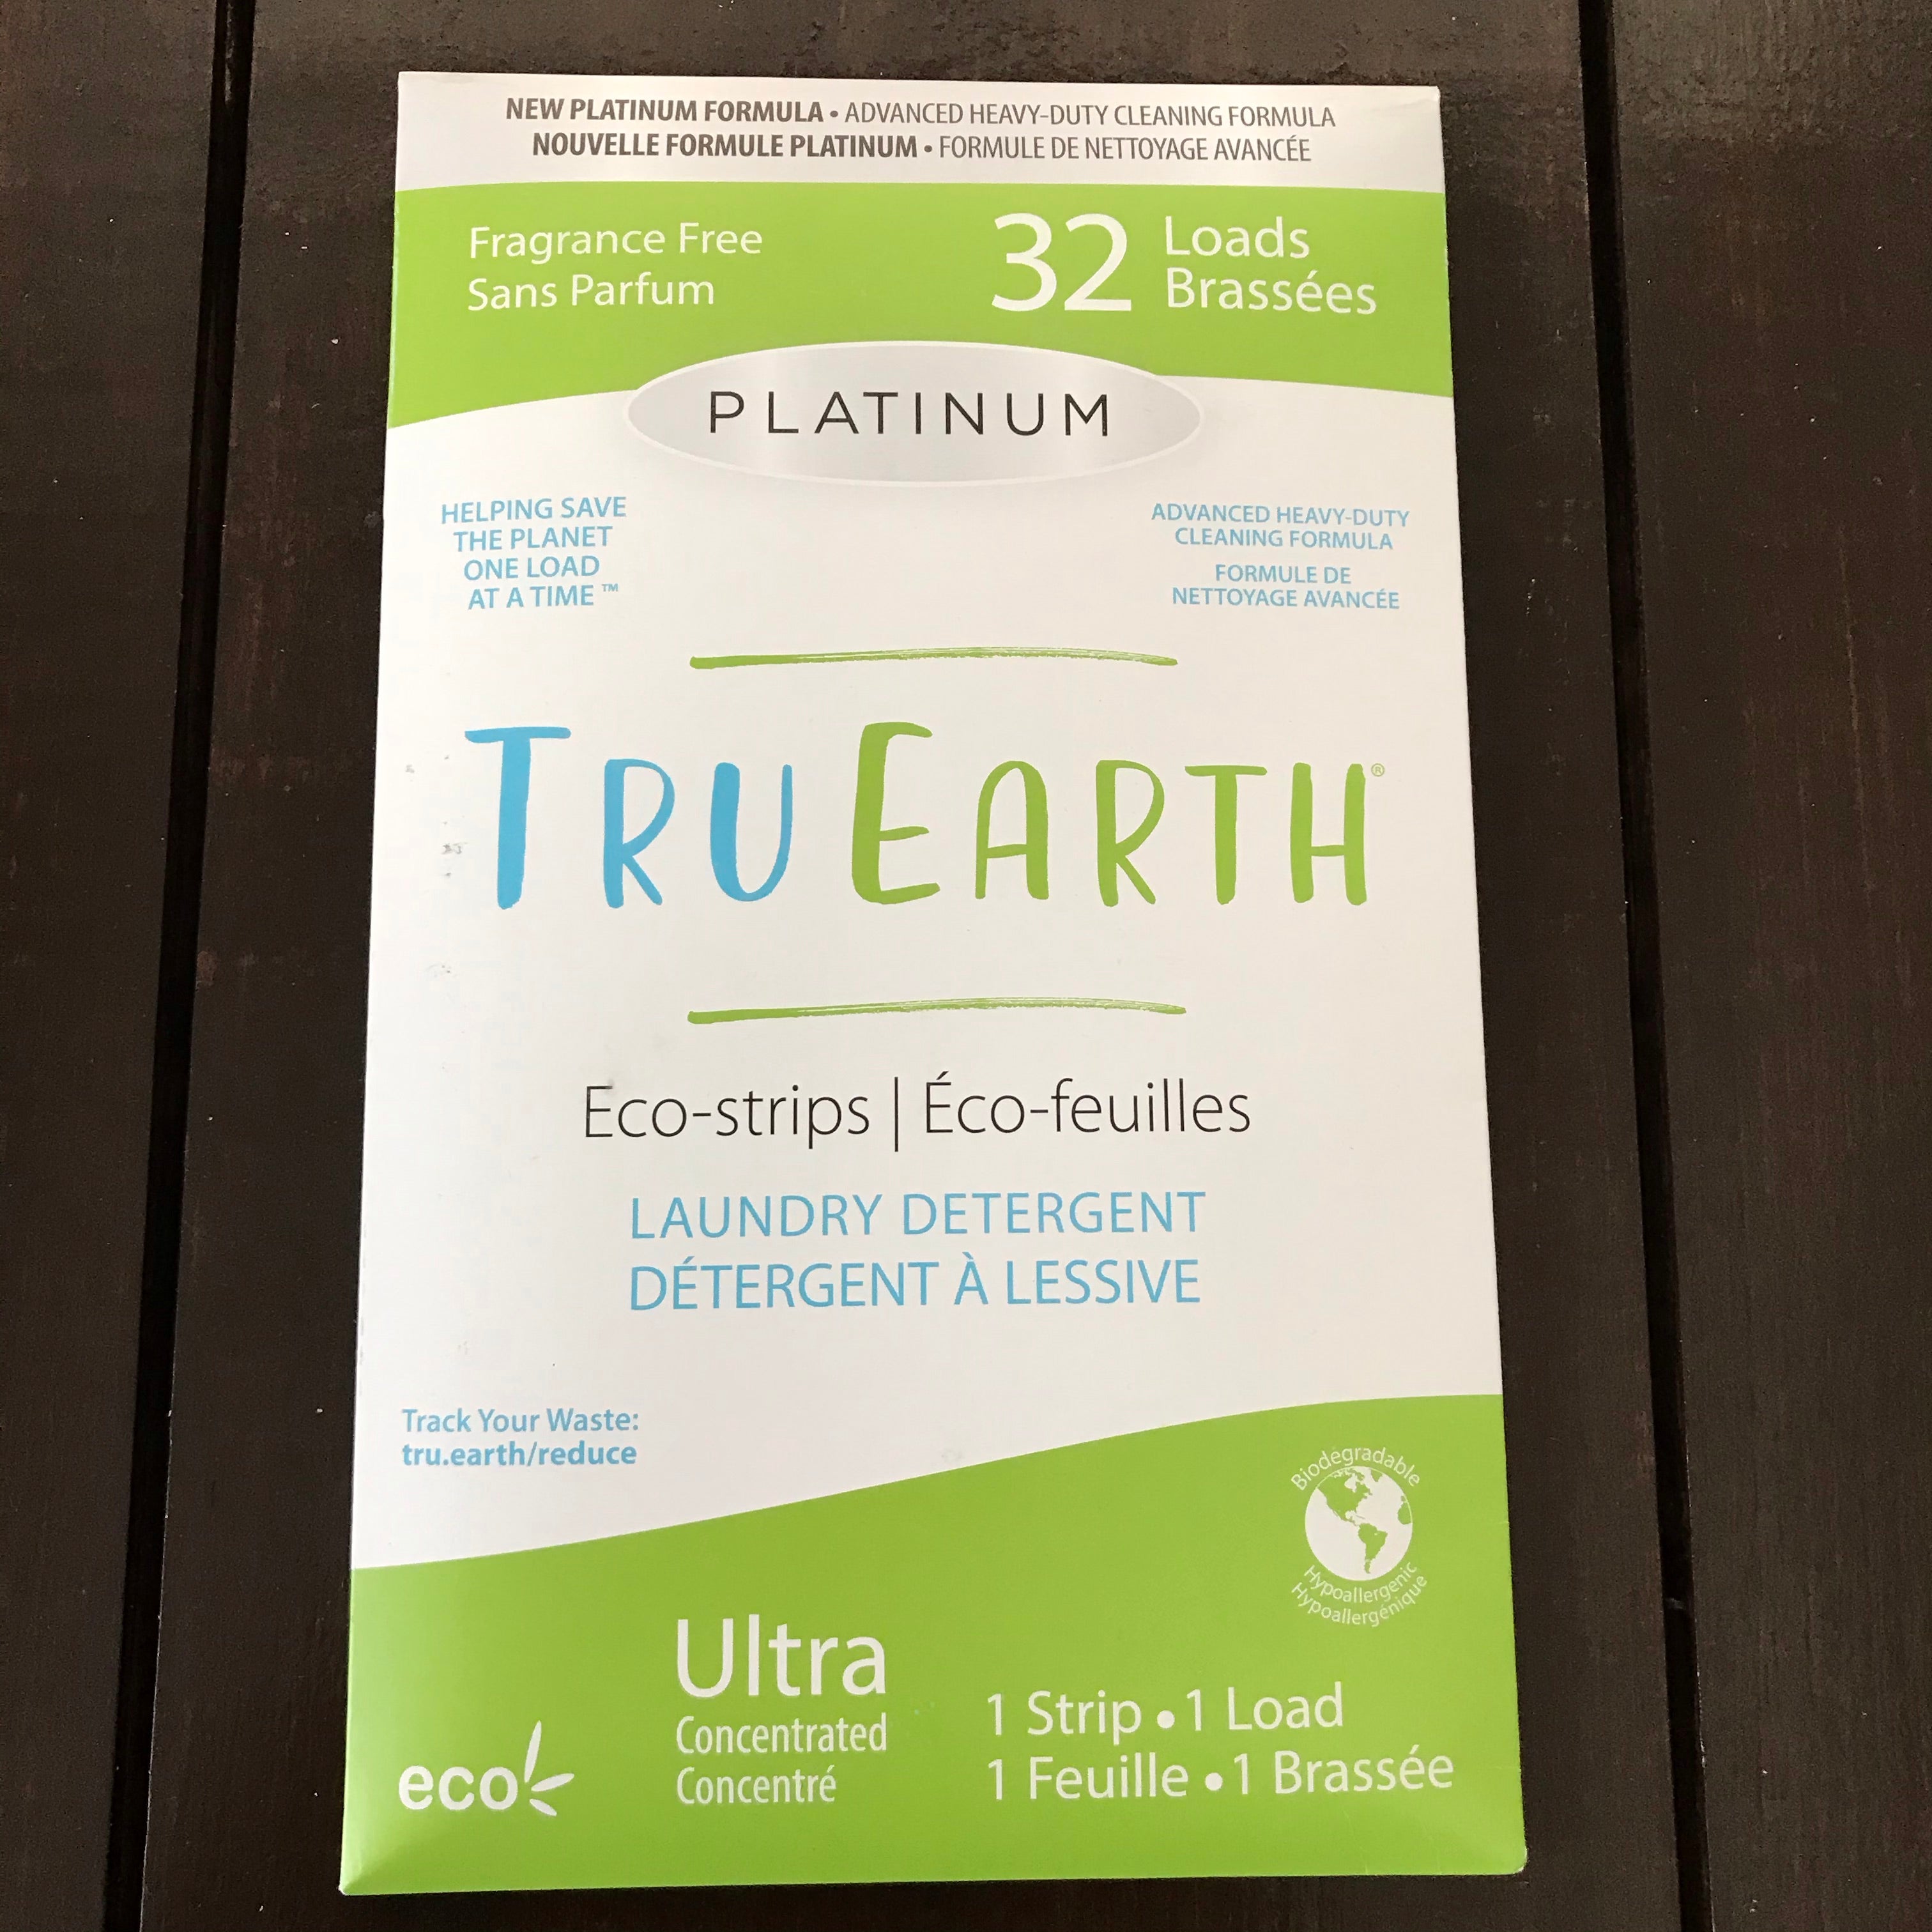 NEW PLATINUM FORMULA • ADVANCED HEAVY-DUTY CLEANING FORMULA
NOUVELLE FORMULE PLATINUM • FORMULE DE NETTOYAGE AVANCÉE
Fragrance Free
Sans Parfum
32 Loads
Brassées
PLATINUM
HELPING SAVE
THE PLANET
ONE LOAD
AT A TIME ™
ADVANCED HEAVY-DUTY
CLEANING FORMULA
FORMULE DE
NETTOYAGE AVANCÉE
TRUEARTH®
Eco-strips | Éco-feuilles
LAUNDRY DETERGENT
DÉTERGENT À LESSIVE
Track Your Waste:
tru.earth/reduce
Biodégradable
Hypoallergenic
Hypoallergénique
eco
Ultra
Concentrated
Concentré
1 Strip • 1 Load
1 Feuille • 1 Brassée